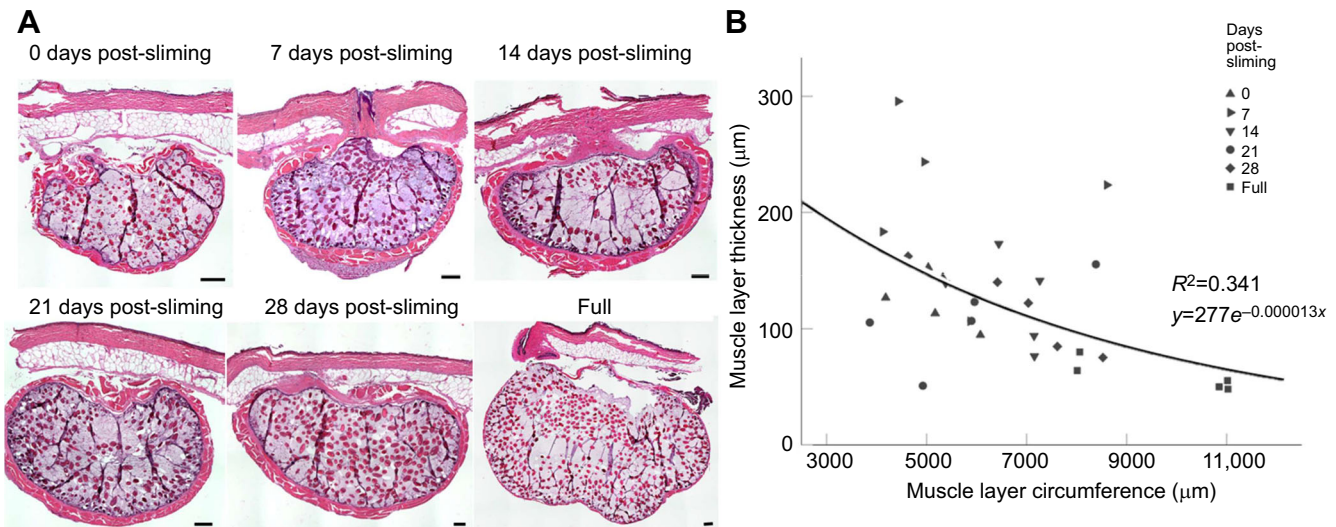 A
0 days post-sliming
7 days post-sliming
14 days post-sliming
21 days post-sliming
28 days post-sliming
Full
B
Days
post-
sliming
0
7
14
21
28
Full
300
200
100
0
Muscle layer thickness (μm)
R²=0.341
y=277e^–0.000013x
3000
5000
7000
9000
11,000
Muscle layer circumference (μm)